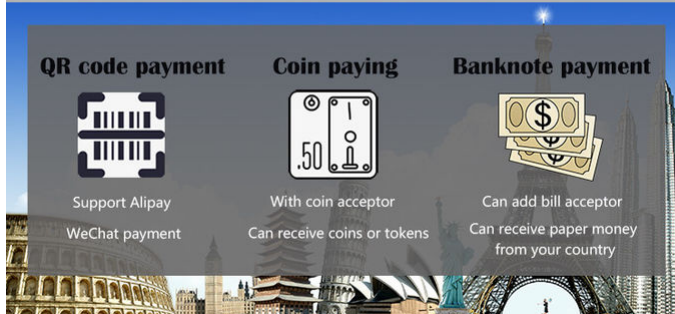 QR code payment
Coin paying
Banknote payment
.50
$
Support Alipay
WeChat payment
With coin acceptor
Can receive coins or tokens
Can add bill acceptor
Can receive paper money
from your country